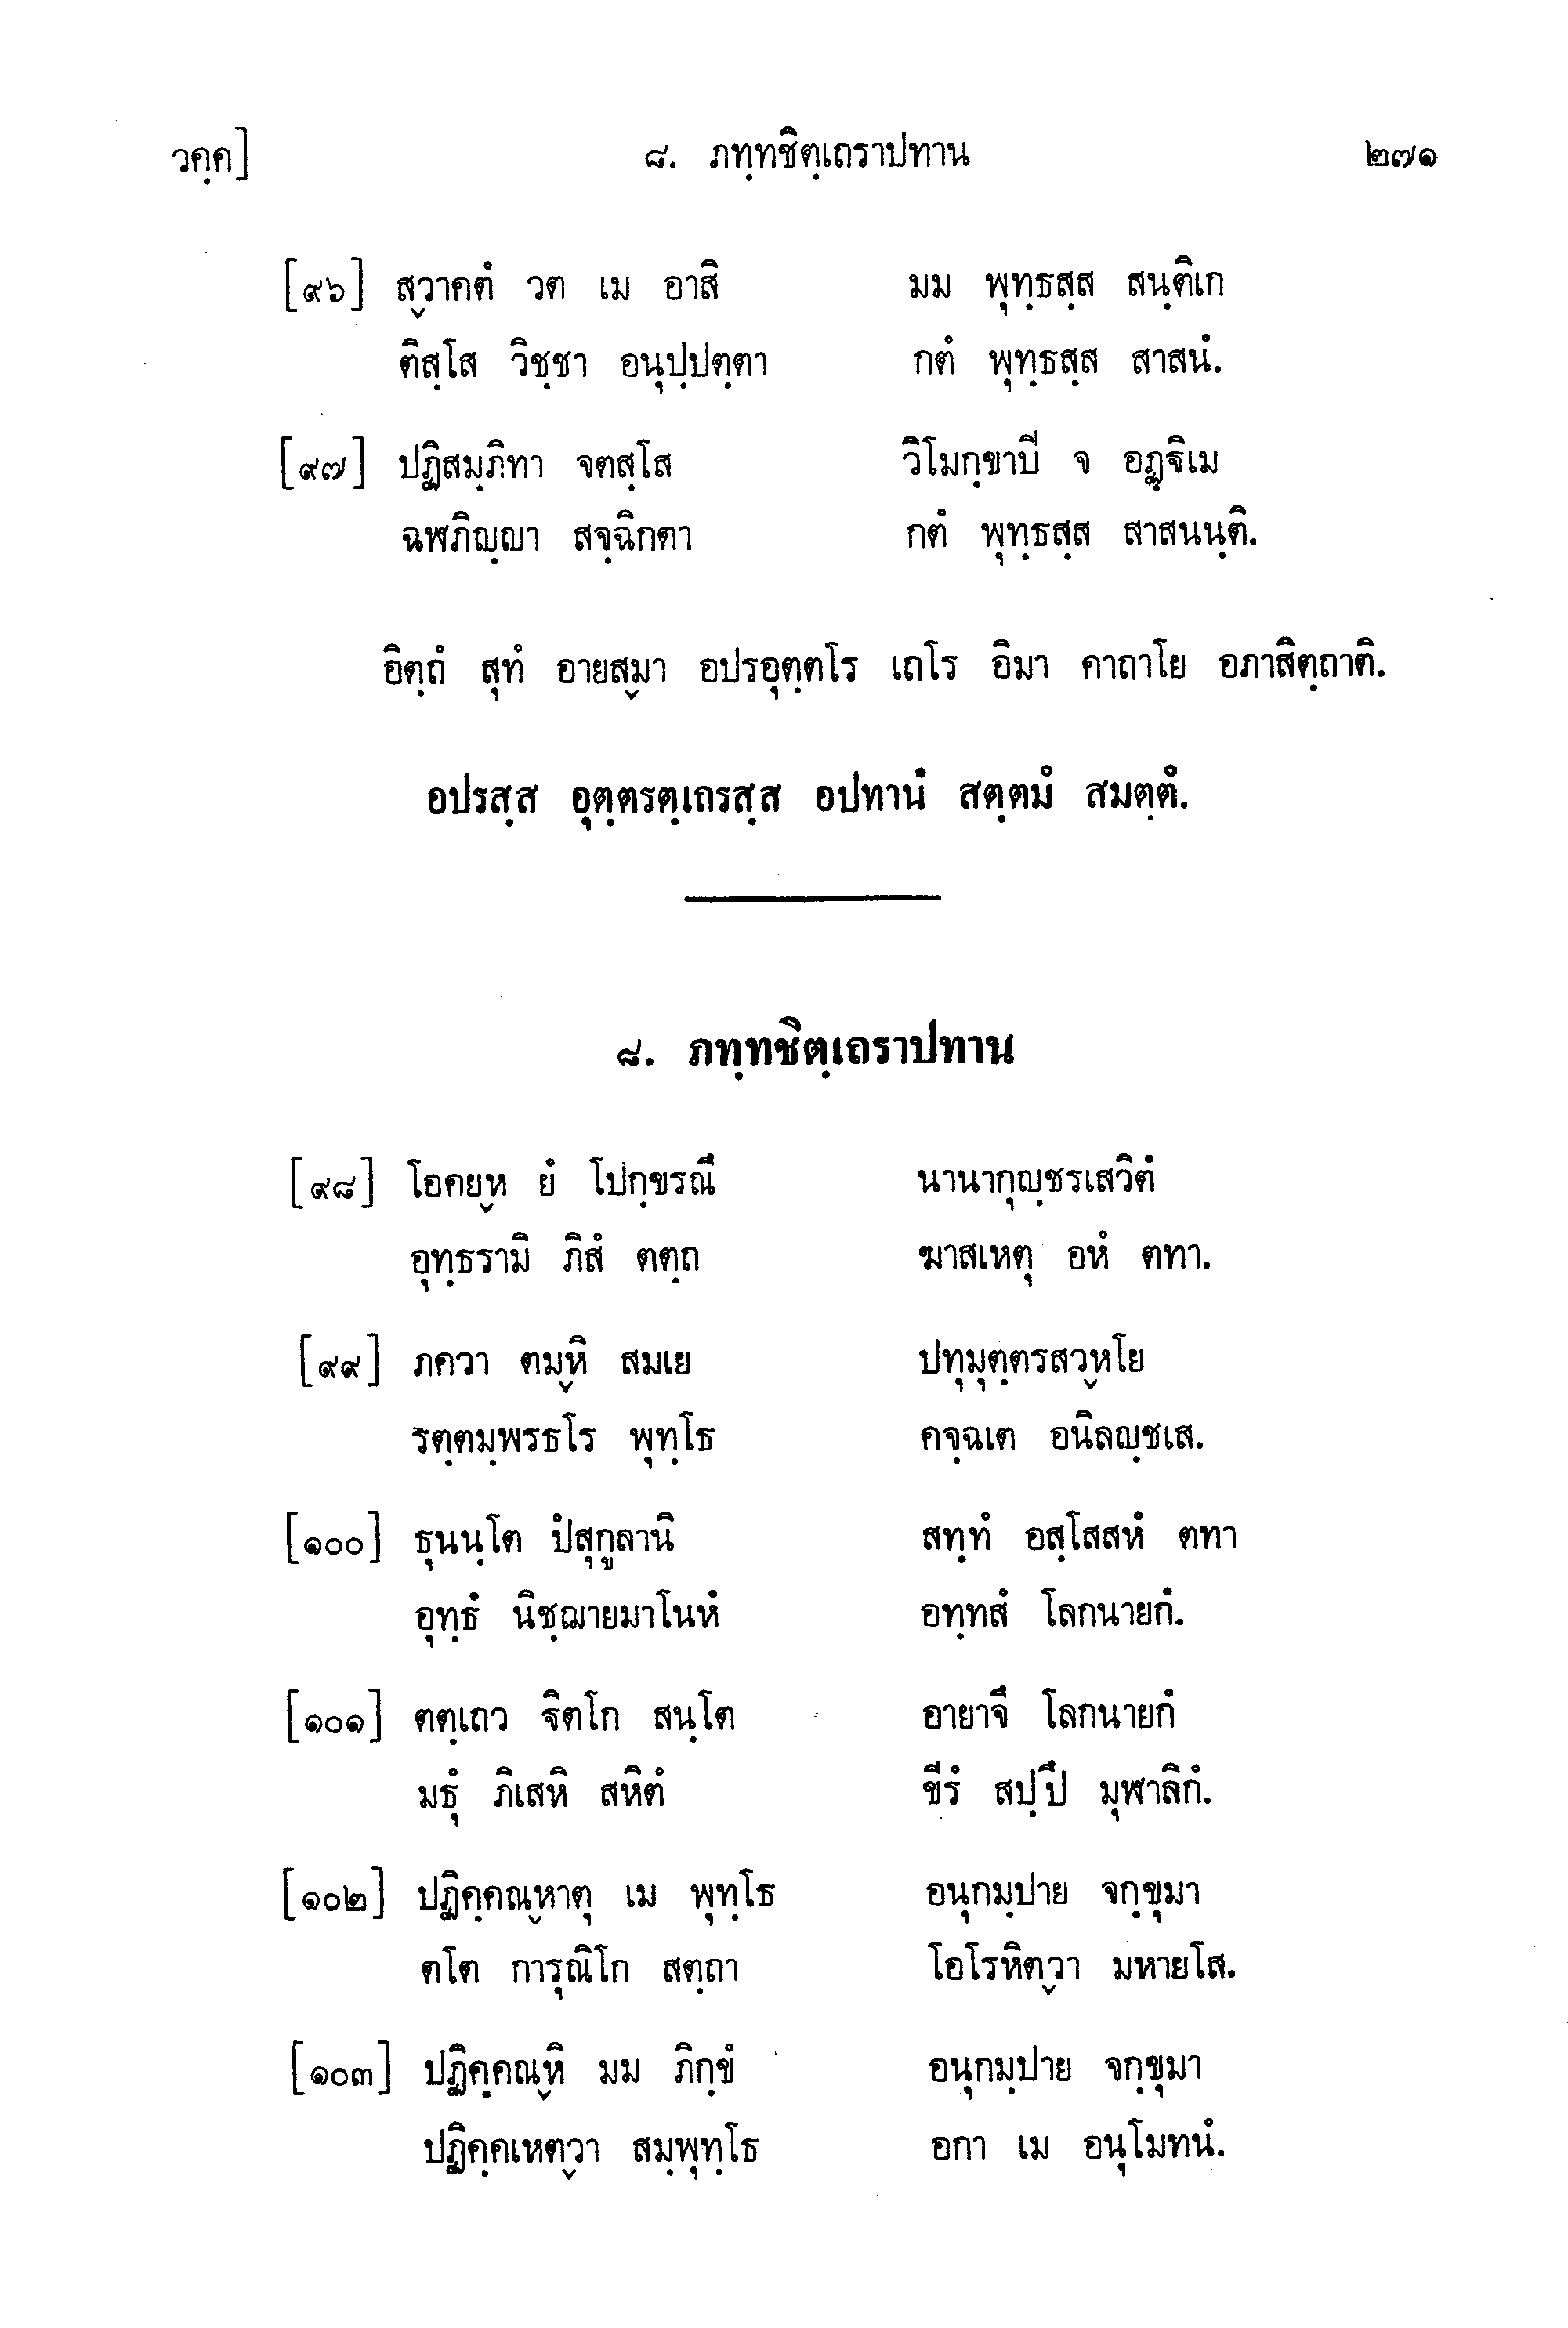 วคฺค] ๘. ภทฺทชิตฺเถราปทาน ๒๗๑
[๙๖] สฺวาคตํ วต เม อาสิ มม พุทฺธสฺส สนฺติเก
ติสฺโส วิชฺชา อนุปฺปตฺตา กตํ พุทฺธสฺส สาสนํ.
[๙๗] ปฏิสมฺภิทา จตสฺโส วิโมกฺขาปิ จ อฏฺฐิเม
ฉฬภิญฺญา สจฺฉิกตา กตํ พุทฺธสฺส สาสนนฺติ.
อิตฺถํ สุทํ อายสฺมา อปรอุตฺตโร เถโร อิมา คาถาโย อภาสิตฺถาติ.
อปรสฺส อุตฺตรตฺเถรสฺส อปทานํ สตฺตมํ สมตฺตํ.
๘. ภทฺทชิตฺเถราปทาน
[๙๘] โอคยฺห ยํ โปกฺขรณึ นานากุญฺชรเสวิตํ
อุทฺธรามิ ภิสํ ตตฺถ ฆาสเหตุ อหํ ตทา.
[๙๙] ภควา ตมฺหิ สมเย ปทุมุตฺตรสวฺหโย
รตฺตมฺพรธโร พุทฺโธ คจฺฉเต อนิลญฺชเส.
[๑๐๐] ธุนนฺโต ปํสุกูลานิ สทฺทํ อสฺโสสหํ ตทา
อุทฺธํ นิชฺฌายมาโนหํ อทฺทสํ โลกนายกํ.
[๑๐๑] ตตฺเถว ฐิตโก สนฺโต อายาจึ โลกนายกํ
มธุํ ภิเสหิ สหิตํ ขีรํ สปฺปึ มุฬาลิกํ.
[๑๐๒] ปฏิคฺคณฺหาตุ เม พุทฺโธ อนุกมฺปาย จกฺขุมา
ตโต การุณิโก สตฺถา โอโรหิตฺวา มหายโส.
[๑๐๓] ปฏิคฺคณฺหิ มม ภิกฺขํ อนุกมฺปาย จกฺขุมา
ปฏิคฺคเหตฺวา สมฺพุทฺโธ อกา เม อนุโมทนํ.